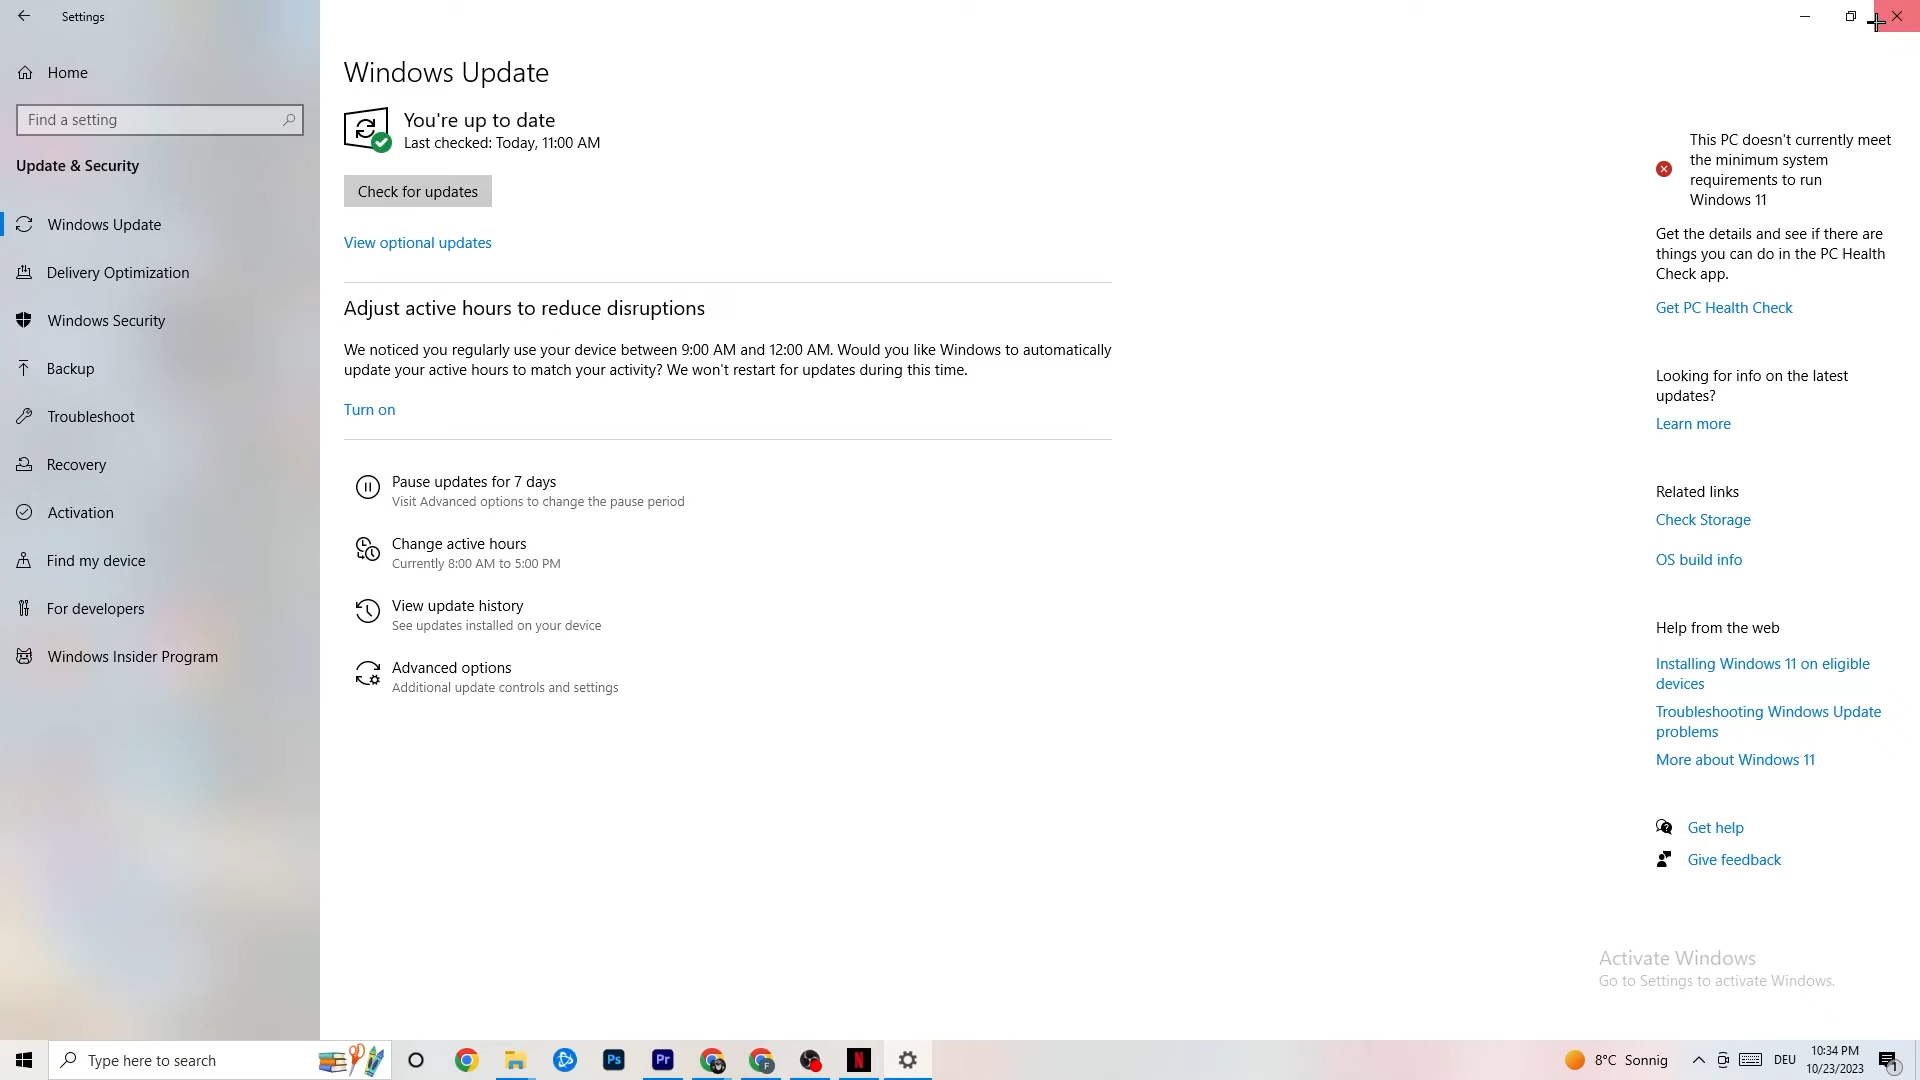 Settings
Home
Find a setting
Update & Security
Windows Update
Delivery Optimization
Windows Security
Backup
Troubleshoot
Recovery
Activation
Find my device
For developers
Windows Insider Program
Windows Update
You're up to date
Last checked: Today, 11:00 AM
Check for updates
View optional updates
Adjust active hours to reduce disruptions
We noticed you regularly use your device between 9:00 AM and 12:00 AM. Would you like Windows to automatically
update your active hours to match your activity? We won't restart for updates during this time.
Turn on
Pause updates for 7 days
Visit Advanced options to change the pause period
Change active hours
Currently 8:00 AM to 5:00 PM
View update history
See updates installed on your device
Advanced options
Additional update controls and settings
This PC doesn't currently meet
the minimum system
requirements to run
Windows 11
Get the details and see if there are
things you can do in the PC Health
Check app.
Get PC Health Check
Looking for info on the latest
updates?
Learn more
Related links
Check Storage
OS build info
Help from the web
Installing Windows 11 on eligible
devices
Troubleshooting Windows Update
problems
More about Windows 11
Get help
Give feedback
Activate Windows
Go to Settings to activate Windows.
Type here to search
Ps
Pr
F
N
8°C Sonnig
DEU
10:34 PM
10/23/2023
1